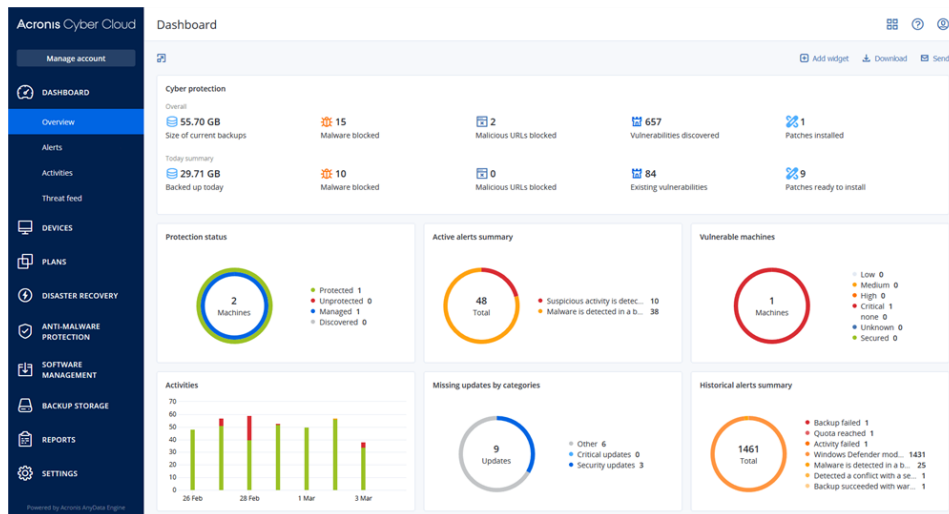 Acronis Cyber Cloud
Manage account
DASHBOARD
Overview
Alerts
Activities
Threat feed
DEVICES
PLANS
DISASTER RECOVERY
ANTI-MALWARE
PROTECTION
SOFTWARE
MANAGEMENT
BACKUP STORAGE
REPORTS
SETTINGS
Powered by Acronis AnyData Engine
Dashboard
Add widget Download Send
Cyber protection
Overall
55.70 GB 15 2 657 1
Size of current backups Malware blocked Malicious URLs blocked Vulnerabilities discovered Patches installed
Today summary
29.71 GB 10 0 84 9
Backed up today Malware blocked Malicious URLs blocked Existing vulnerabilities Patches ready to install
Protection status
2
Machines
Protected 1
Unprotected 0
Managed 1
Discovered 0
Active alerts summary
48
Total
Suspicious activity is detec... 10
Malware is detected in a b... 38
Vulnerable machines
1
Machines
Low 0
Medium 0
High 0
Critical 1
none 0
Unknown 0
Secured 0
Activities
70
60
50
40
30
20
10
0
26 Feb 28 Feb 1 Mar 3 Mar
Missing updates by categories
9
Updates
Other 6
Critical updates 0
Security updates 3
Historical alerts summary
1461
Total
Backup failed 1
Quota reached 1
Activity failed 1
Windows Defender mod... 1431
Malware is detected in a b... 25
Detected a conflict with a se... 1
Backup succeeded with war... 1